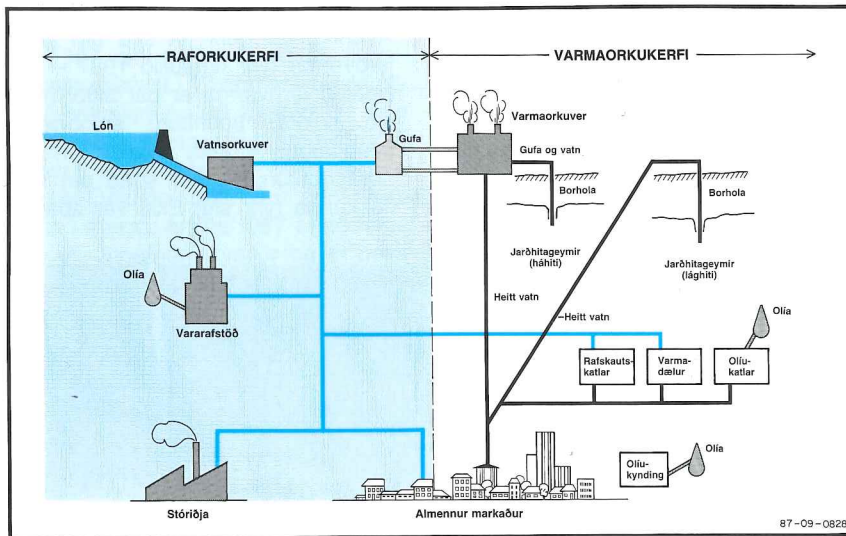 RAFORKUKERFI
VARMAORKUKERFI
Lón
Vatnsorkuver
Gufa
Varmaorkuver
Gufa og vatn
Borhola
Borhola
Jarðhitageymir
(háhiti)
Jarðhitageymir
(lághiti)
Olía
Vararafstöð
Heitt vatn
Heitt vatn
Olía
Rafskauts-
katlar
Varma-
dælur
Olíu-
katlar
Olíu-
kynding
Olía
Stóriðja
Almennur markaður
87-09-0828